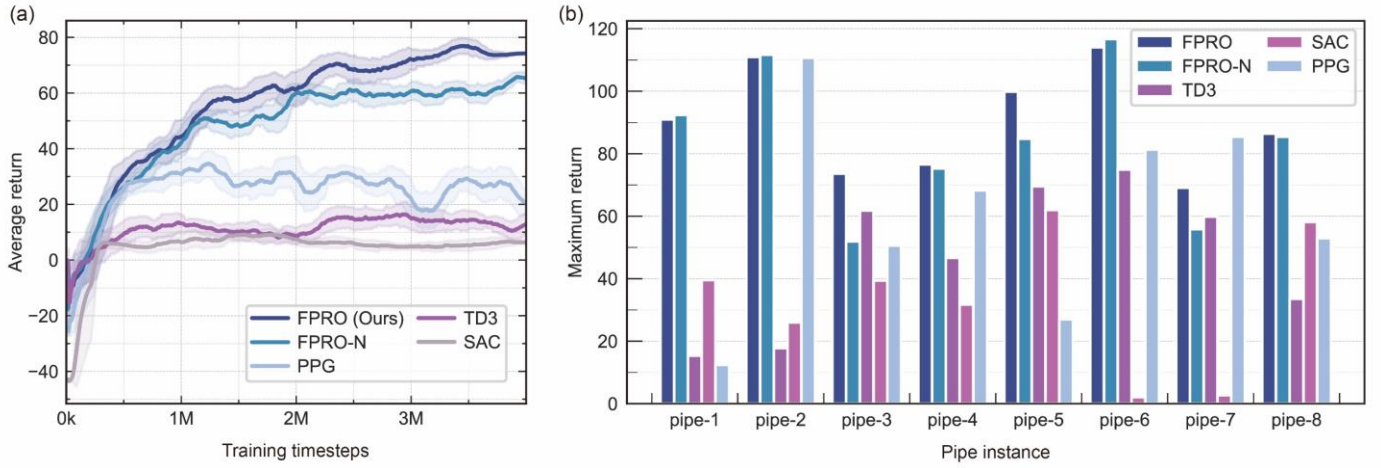 (a)
Average return
80
60
40
20
0
−20
−40
0k
1M
2M
3M
Training timesteps
FPRO (Ours)
FPRO-N
PPG
TD3
SAC
(b)
Maximum return
120
100
80
60
40
20
0
pipe-1
pipe-2
pipe-3
pipe-4
pipe-5
pipe-6
pipe-7
pipe-8
Pipe instance
FPRO
FPRO-N
TD3
SAC
PPG